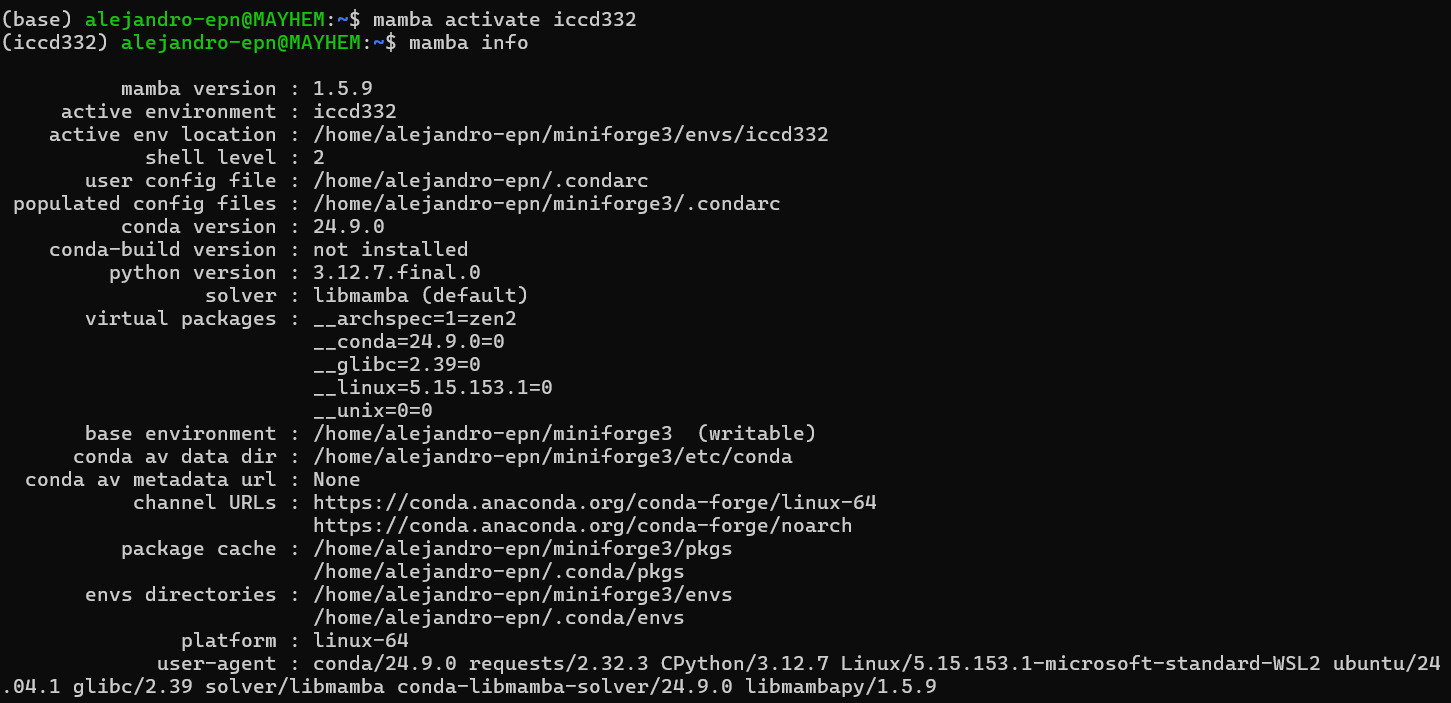 (base) alejandro-epn@MAYHEM:~$ mamba activate iccd332
(iccd332) alejandro-epn@MAYHEM:~$ mamba info
mamba version : 1.5.9
active environment : iccd332
active env location : /home/alejandro-epn/miniforge3/envs/iccd332
shell level : 2
user config file : /home/alejandro-epn/.condarc
populated config files : /home/alejandro-epn/miniforge3/.condarc
conda version : 24.9.0
conda-build version : not installed
python version : 3.12.7.final.0
solver : libmamba (default)
virtual packages : __archspec=1=zen2
__conda=24.9.0=0
__glibc=2.39=0
__linux=5.15.153.1=0
__unix=0=0
base environment : /home/alejandro-epn/miniforge3  (writable)
conda av data dir : /home/alejandro-epn/miniforge3/etc/conda
conda av metadata url : None
channel URLs : https://conda.anaconda.org/conda-forge/linux-64
https://conda.anaconda.org/conda-forge/noarch
package cache : /home/alejandro-epn/miniforge3/pkgs
/home/alejandro-epn/.conda/pkgs
envs directories : /home/alejandro-epn/miniforge3/envs
/home/alejandro-epn/.conda/envs
platform : linux-64
user-agent : conda/24.9.0 requests/2.32.3 CPython/3.12.7 Linux/5.15.153.1-microsoft-standard-WSL2 ubuntu/24
.04.1 glibc/2.39 solver/libmamba conda-libmamba-solver/24.9.0 libmambapy/1.5.9